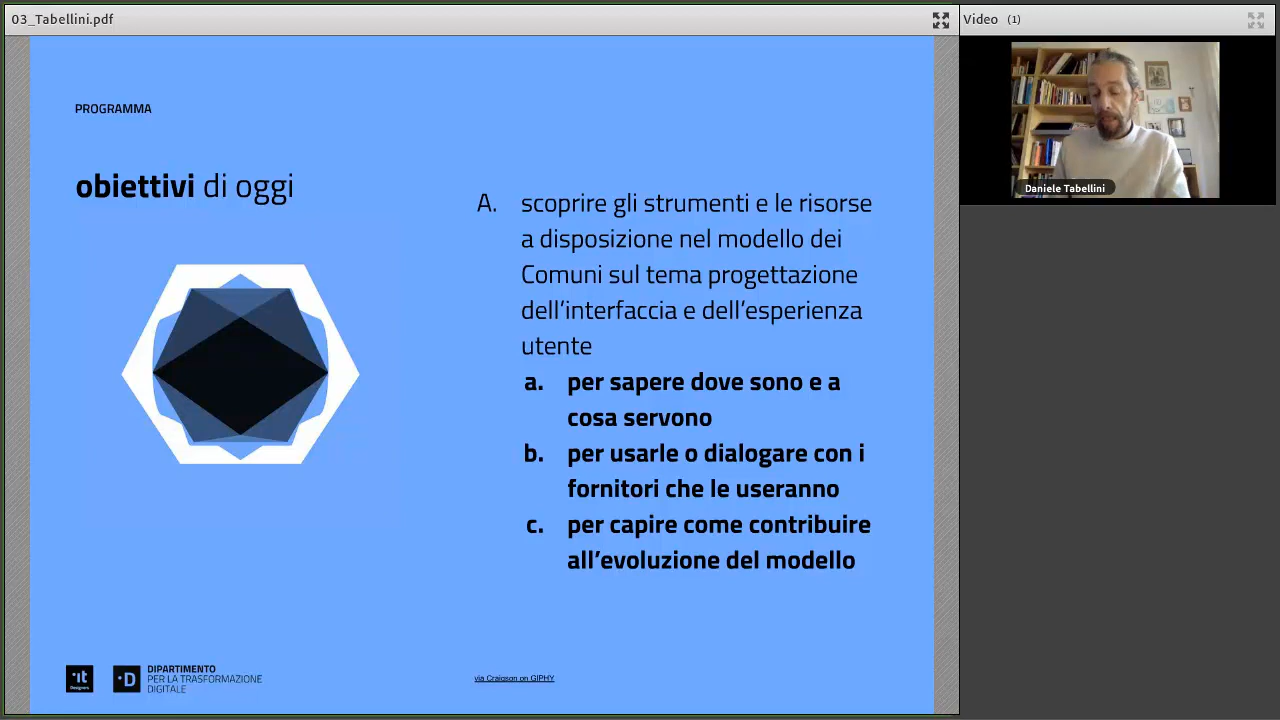 03_Tabellini.pdf
Video (1)
PROGRAMMA
obiettivi di oggi
A. scoprire gli strumenti e le risorse
a disposizione nel modello dei
Comuni sul tema progettazione
dell’interfaccia e dell’esperienza
utente
a. per sapere dove sono e a
cosa servono
b. per usarle o dialogare con i
fornitori che le useranno
c. per capire come contribuire
all’evoluzione del modello
Daniele Tabellini
.it
Designers
.D
DIPARTIMENTO
PER LA TRASFORMAZIONE
DIGITALE
via Craigson on GIPHY